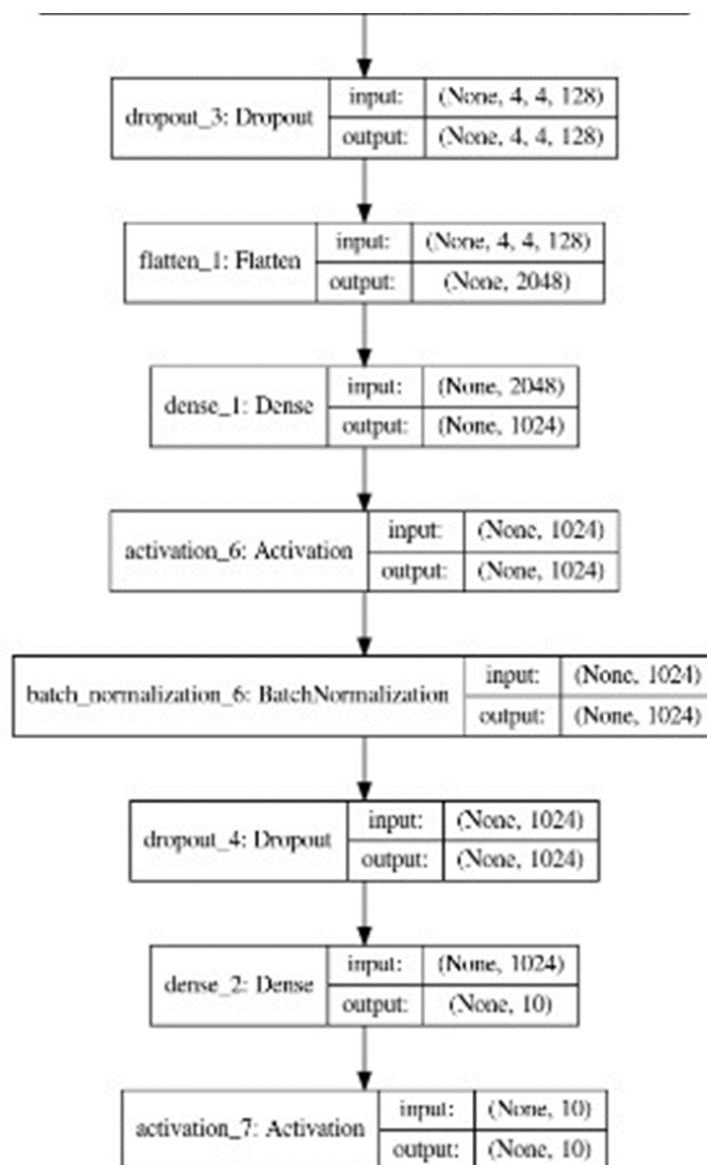 dropout_3: Dropout
input: (None, 4, 4, 128)
output: (None, 4, 4, 128)
flatten_1: Flatten
input: (None, 4, 4, 128)
output: (None, 2048)
dense_1: Dense
input: (None, 2048)
output: (None, 1024)
activation_6: Activation
input: (None, 1024)
output: (None, 1024)
batch_normalization_6: BatchNormalization
input: (None, 1024)
output: (None, 1024)
dropout_4: Dropout
input: (None, 1024)
output: (None, 1024)
dense_2: Dense
input: (None, 1024)
output: (None, 10)
activation_7: Activation
input: (None, 10)
output: (None, 10)